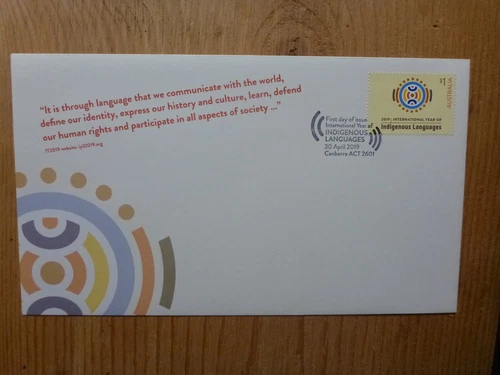 "It is through language that we communicate with the world,
define our identity, express our history and culture, learn, defend
our human rights and participate in all aspects of society ..."
IY2019 website: iyil2019.org
$1
AUSTRALIA
2019: INTERNATIONAL YEAR OF
Indigenous Languages
First day of issue
International Year of
INDIGENOUS
LANGUAGES
20 April 2019
Canberra ACT 2601